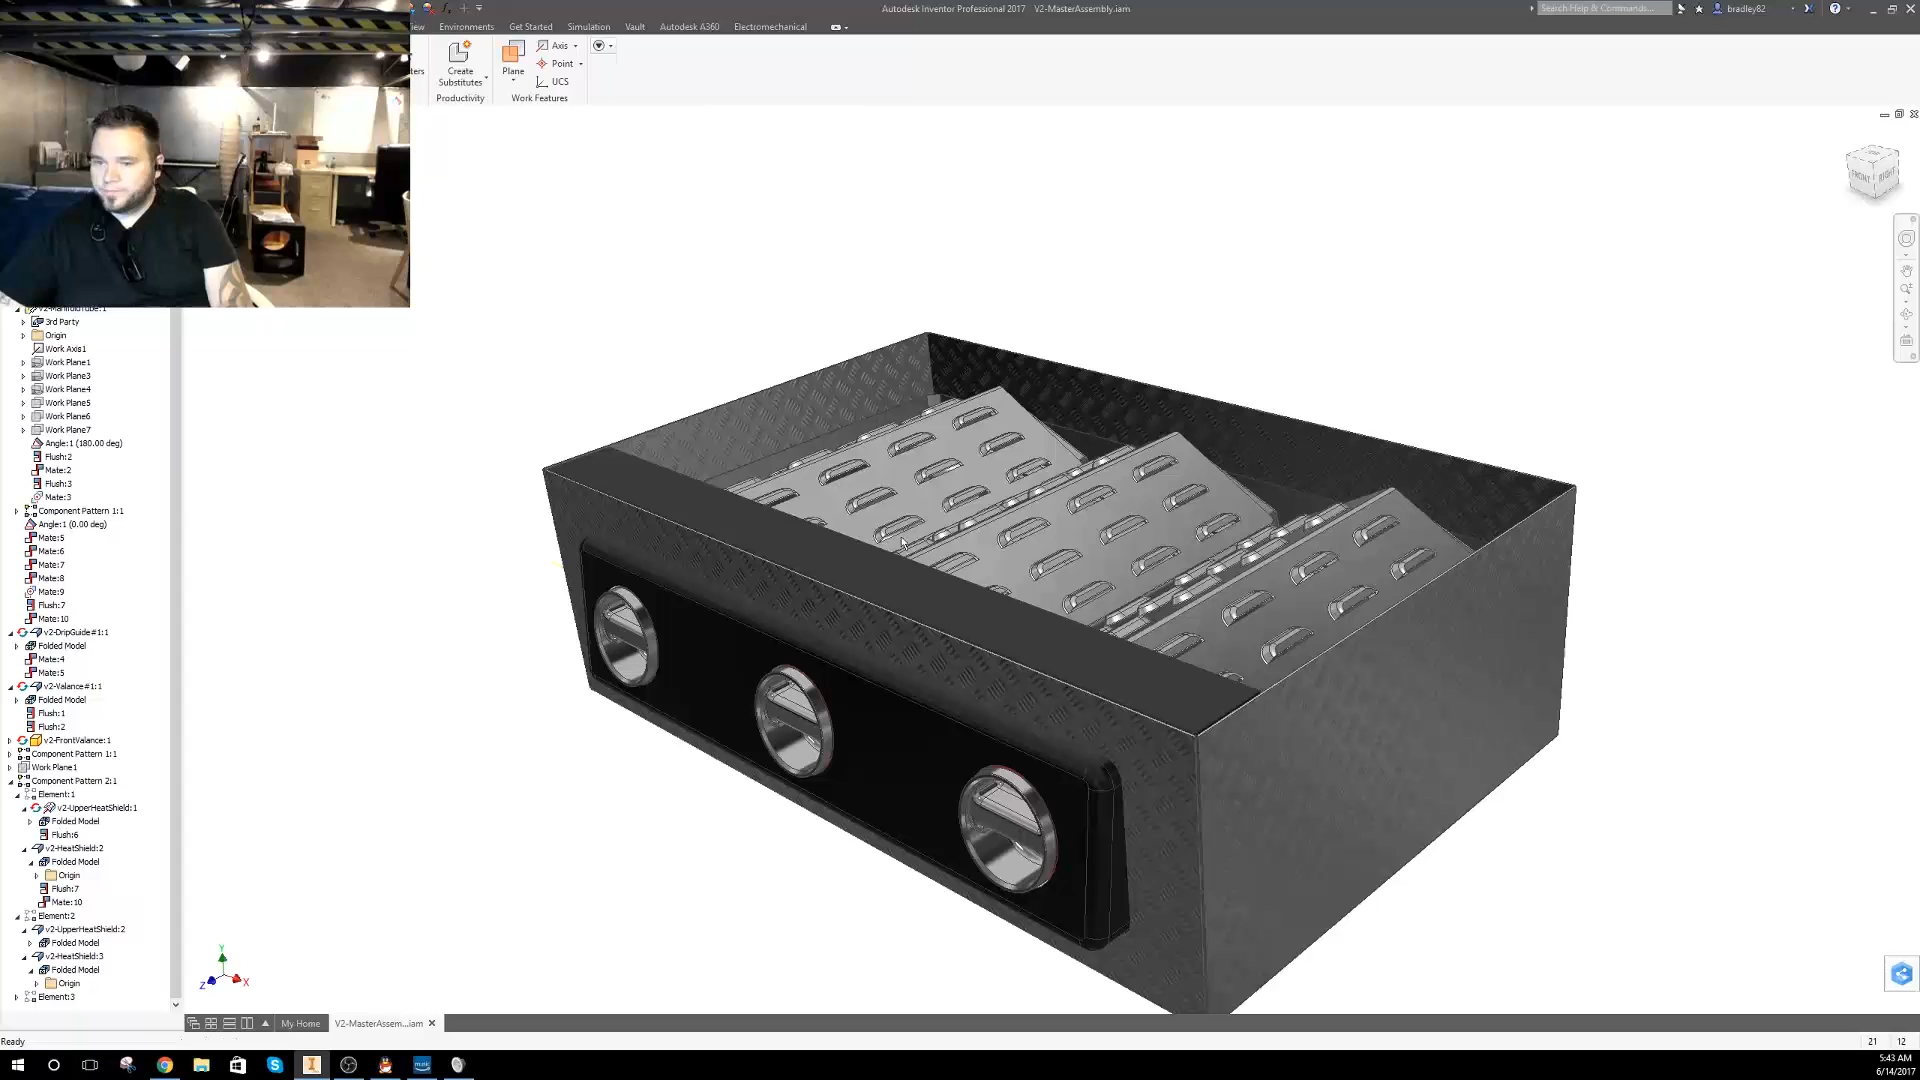 Autodesk Inventor Professional 2017 V2-MasterAssembly.iam
Search Help & Commands...
bradley82
Environments Get Started Simulation Vault Autodesk A360 Electromechanical
Create
Substitutes
Productivity
Plane
Axis
Point
UCS
Work Features
FRONT RIGHT
3rd Party
Origin
Work Axis1
Work Plane1
Work Plane3
Work Plane4
Work Plane5
Work Plane6
Work Plane7
Angle:1 (180.00 deg)
Flush:2
Mate:2
Flush:3
Mate:3
Component Pattern 1:1
Angle:1 (0.00 deg)
Mate:5
Mate:6
Mate:7
Mate:8
Mate:9
Flush:7
Mate:10
v2-DripGuide#1:1
Folded Model
Mate:4
Mate:5
v2-Valance#1:1
Folded Model
Flush:1
Flush:2
v2-FrontValance:1
Component Pattern 1:1
Work Plane1
Component Pattern 2:1
Element:1
v2-UpperHeatShield:1
Folded Model
Flush:6
v2-HeatShield:2
Folded Model
Origin
Flush:7
Mate:10
Element:2
v2-UpperHeatShield:2
Folded Model
v2-HeatShield:3
Folded Model
Origin
Element:3
Y
Z
X
My Home
V2-MasterAssem...iam
Ready
21 12
5:43 AM
6/14/2017